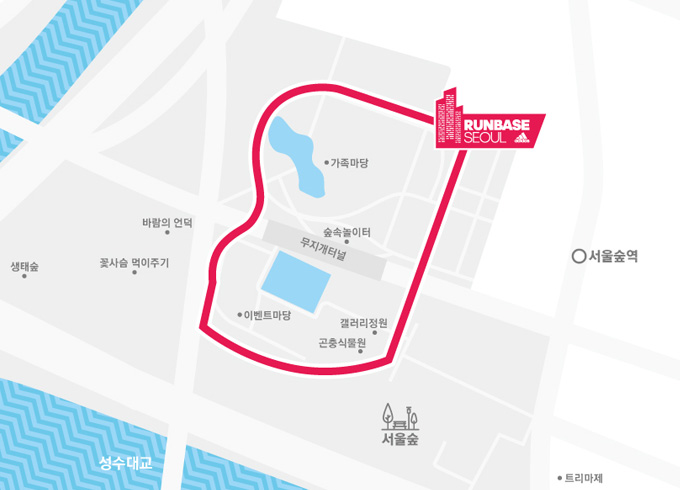 RUNBASE
SEOUL
adidas
가족마당
바람의 언덕
숲속놀이터
무지개터널
서울숲역
생태숲
꽃사슴 먹이주기
이벤트마당
갤러리정원
곤충식물원
서울숲
성수대교
트리마제